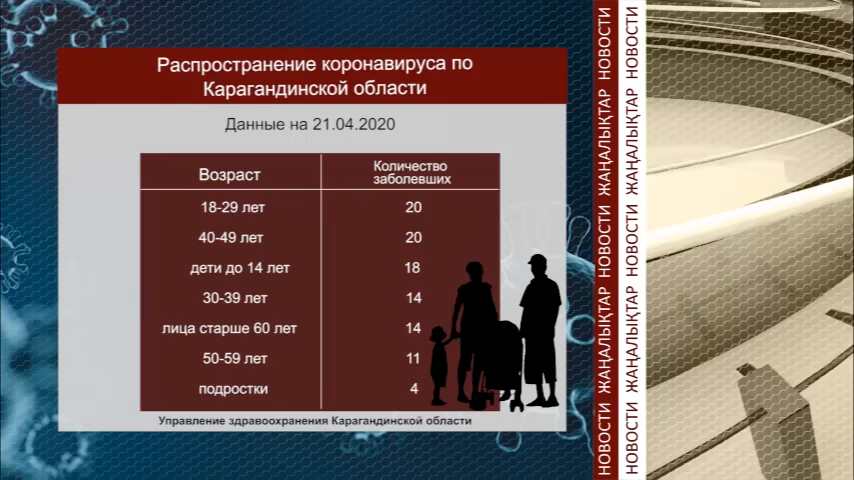 Распространение коронавируса по
Карагандинской области
Данные на 21.04.2020
Возраст
Количество
заболевших
18-29 лет 20
40-49 лет 20
дети до 14 лет 18
30-39 лет 14
лица старше 60 лет 14
50-59 лет 11
подростки 4
Управление здравоохранения Карагандинской области
НОВОСТИ ЖАҢАЛЫҚТАР НОВОСТИ ЖАҢАЛЫҚТАР НОВОСТИ
НОВОСТИ ЖАҢАЛЫҚТАР НОВОСТИ ЖАҢАЛЫҚТАР НОВОСТИ